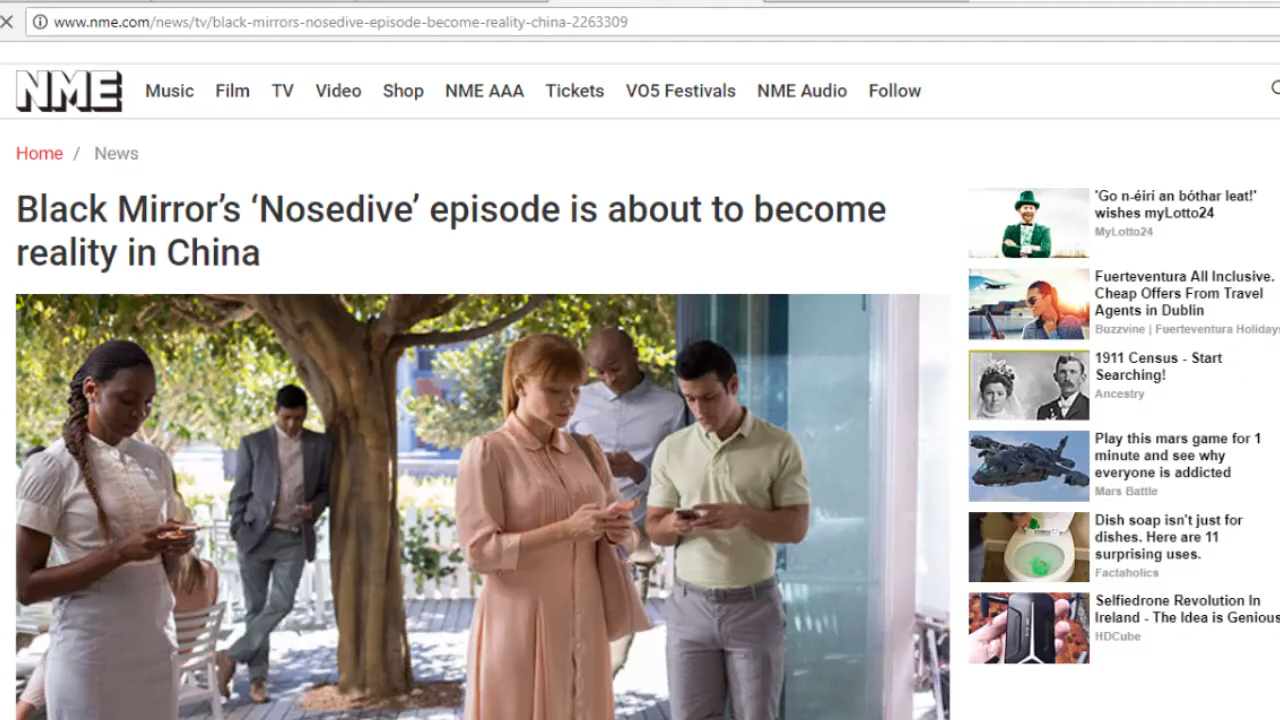 www.nme.com/news/tv/black-mirrors-nosedive-episode-become-reality-china-2263309
NME
Music Film TV Video Shop NME AAA Tickets VO5 Festivals NME Audio Follow
Home / News
Black Mirror’s ‘Nosedive’ episode is about to become
reality in China
'Go n-éirí an bóthar leat!'
wishes myLotto24
MyLotto24
Fuerteventura All Inclusive.
Cheap Offers From Travel
Agents in Dublin
Buzzvine | Fuerteventura Holidays
1911 Census - Start
Searching!
Ancestry
Play this mars game for 1
minute and see why
everyone is addicted
Mars Battle
Dish soap isn't just for
dishes. Here are 11
surprising uses.
Factaholics
Selfiedrone Revolution In
Ireland - The Idea is Genious
HDCube